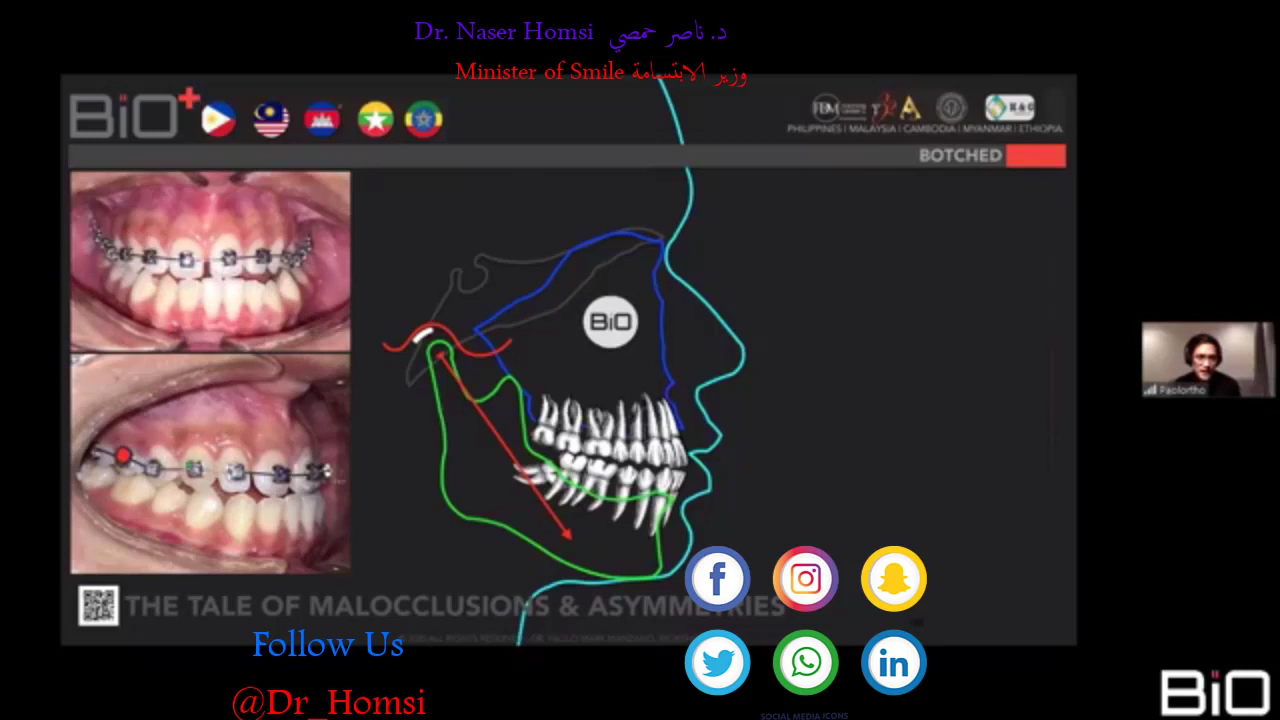 Dr. Naser Homsi د. ناصر حمصي
Minister of Smile وزير الابتسامة
BiO+
PHILIPPINES | MALAYSIA | CAMBODIA | MYANMAR | ETHIOPIA
BOTCHED
BiO
Paolortho
THE TALE OF MALOCCLUSIONS & ASYMMETRIES
Follow Us
@Dr_Homsi
SOCIAL MEDIA ICONS
BiO